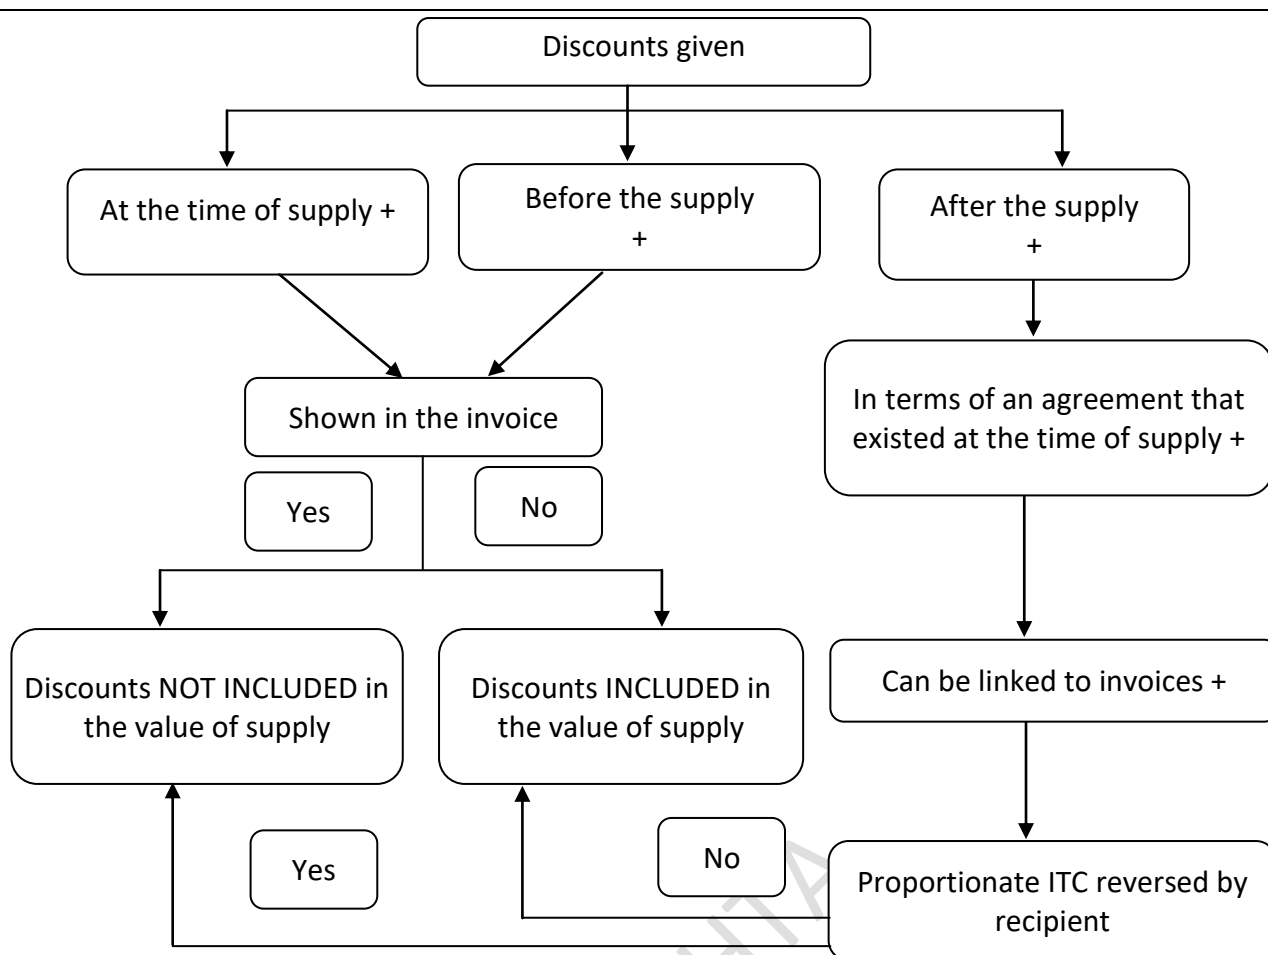 Discounts given
At the time of supply +
Before the supply
+
After the supply
+
Shown in the invoice
In terms of an agreement that
existed at the time of supply +
Yes
No
Discounts NOT INCLUDED in
the value of supply
Discounts INCLUDED in
the value of supply
Can be linked to invoices +
Yes
No
Proportionate ITC reversed by
recipient
HTA